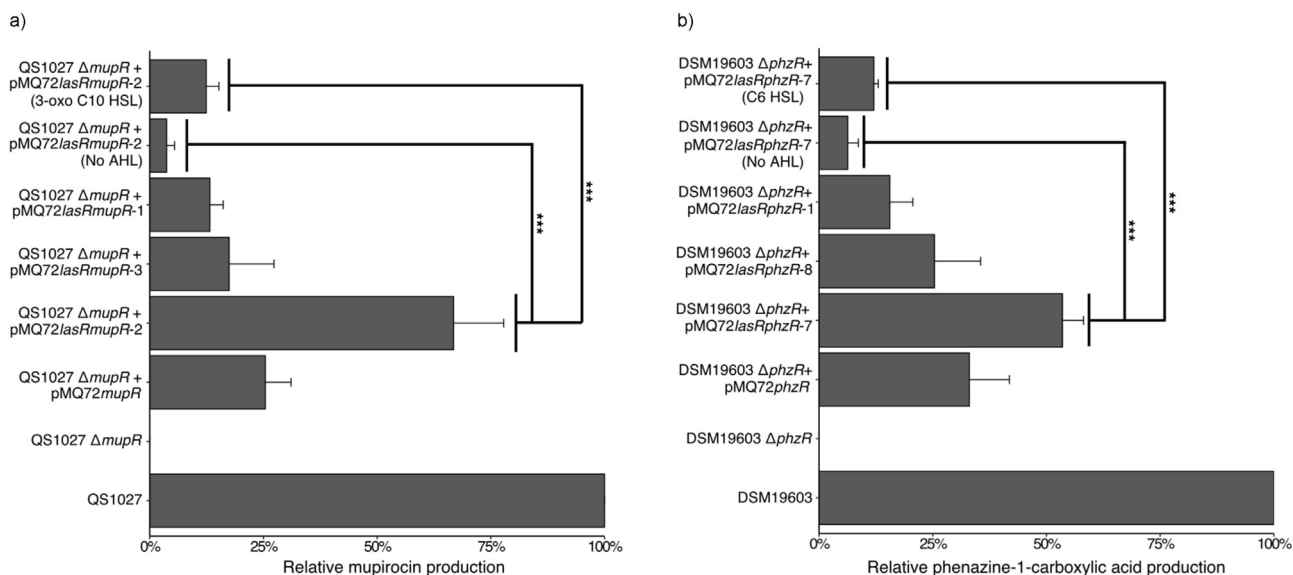 a)
QS1027 ΔmupR +
pMQ72lasRmupR-2
(3-oxo C10 HSL)
QS1027 ΔmupR +
pMQ72lasRmupR-2
(No AHL)
QS1027 ΔmupR +
pMQ72lasRmupR-1
QS1027 ΔmupR +
pMQ72lasRmupR-3
QS1027 ΔmupR +
pMQ72lasRmupR-2
QS1027 ΔmupR +
pMQ72mupR
QS1027 ΔmupR
QS1027
***
***
0% 25% 50% 75% 100%
Relative mupirocin production
b)
DSM19603 ΔphzR+
pMQ72lasRphzR-7
(C6 HSL)
DSM19603 ΔphzR+
pMQ72lasRphzR-7
(No AHL)
DSM19603 ΔphzR+
pMQ72lasRphzR-1
DSM19603 ΔphzR+
pMQ72lasRphzR-8
DSM19603 ΔphzR+
pMQ72lasRphzR-7
DSM19603 ΔphzR+
pMQ72phzR
DSM19603 ΔphzR
DSM19603
***
***
0% 25% 50% 75% 100%
Relative phenazine-1-carboxylic acid production